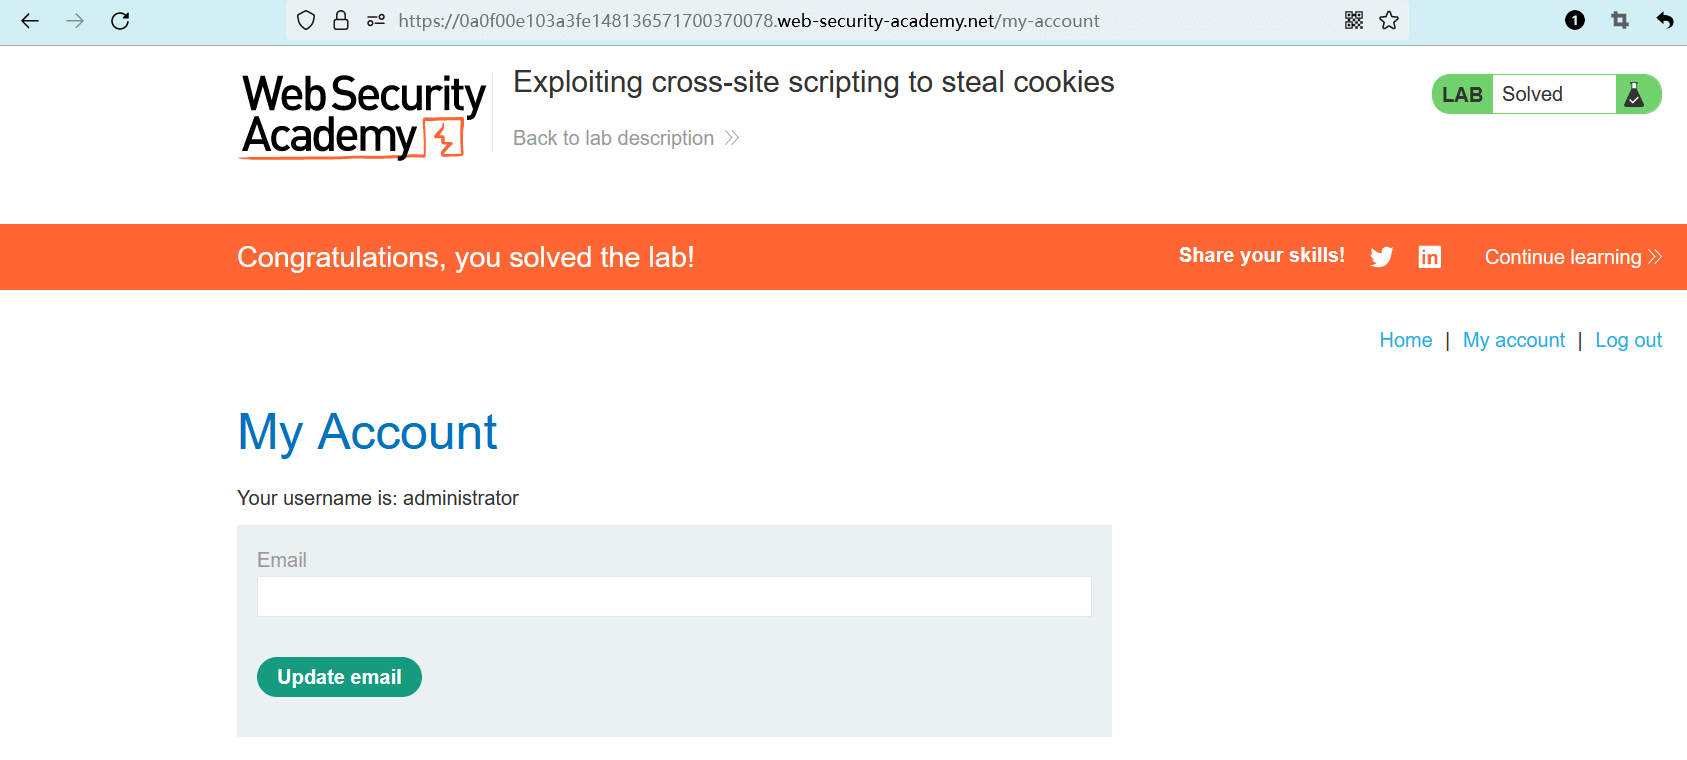 https://0a0f00e103a3fe148136571700370078.web-security-academy.net/my-account
1
Web Security
Academy
Exploiting cross-site scripting to steal cookies
Back to lab description
LAB Solved
Congratulations, you solved the lab!
Share your skills!
in
Continue learning
Home | My account | Log out
My Account
Your username is: administrator
Email
Update email